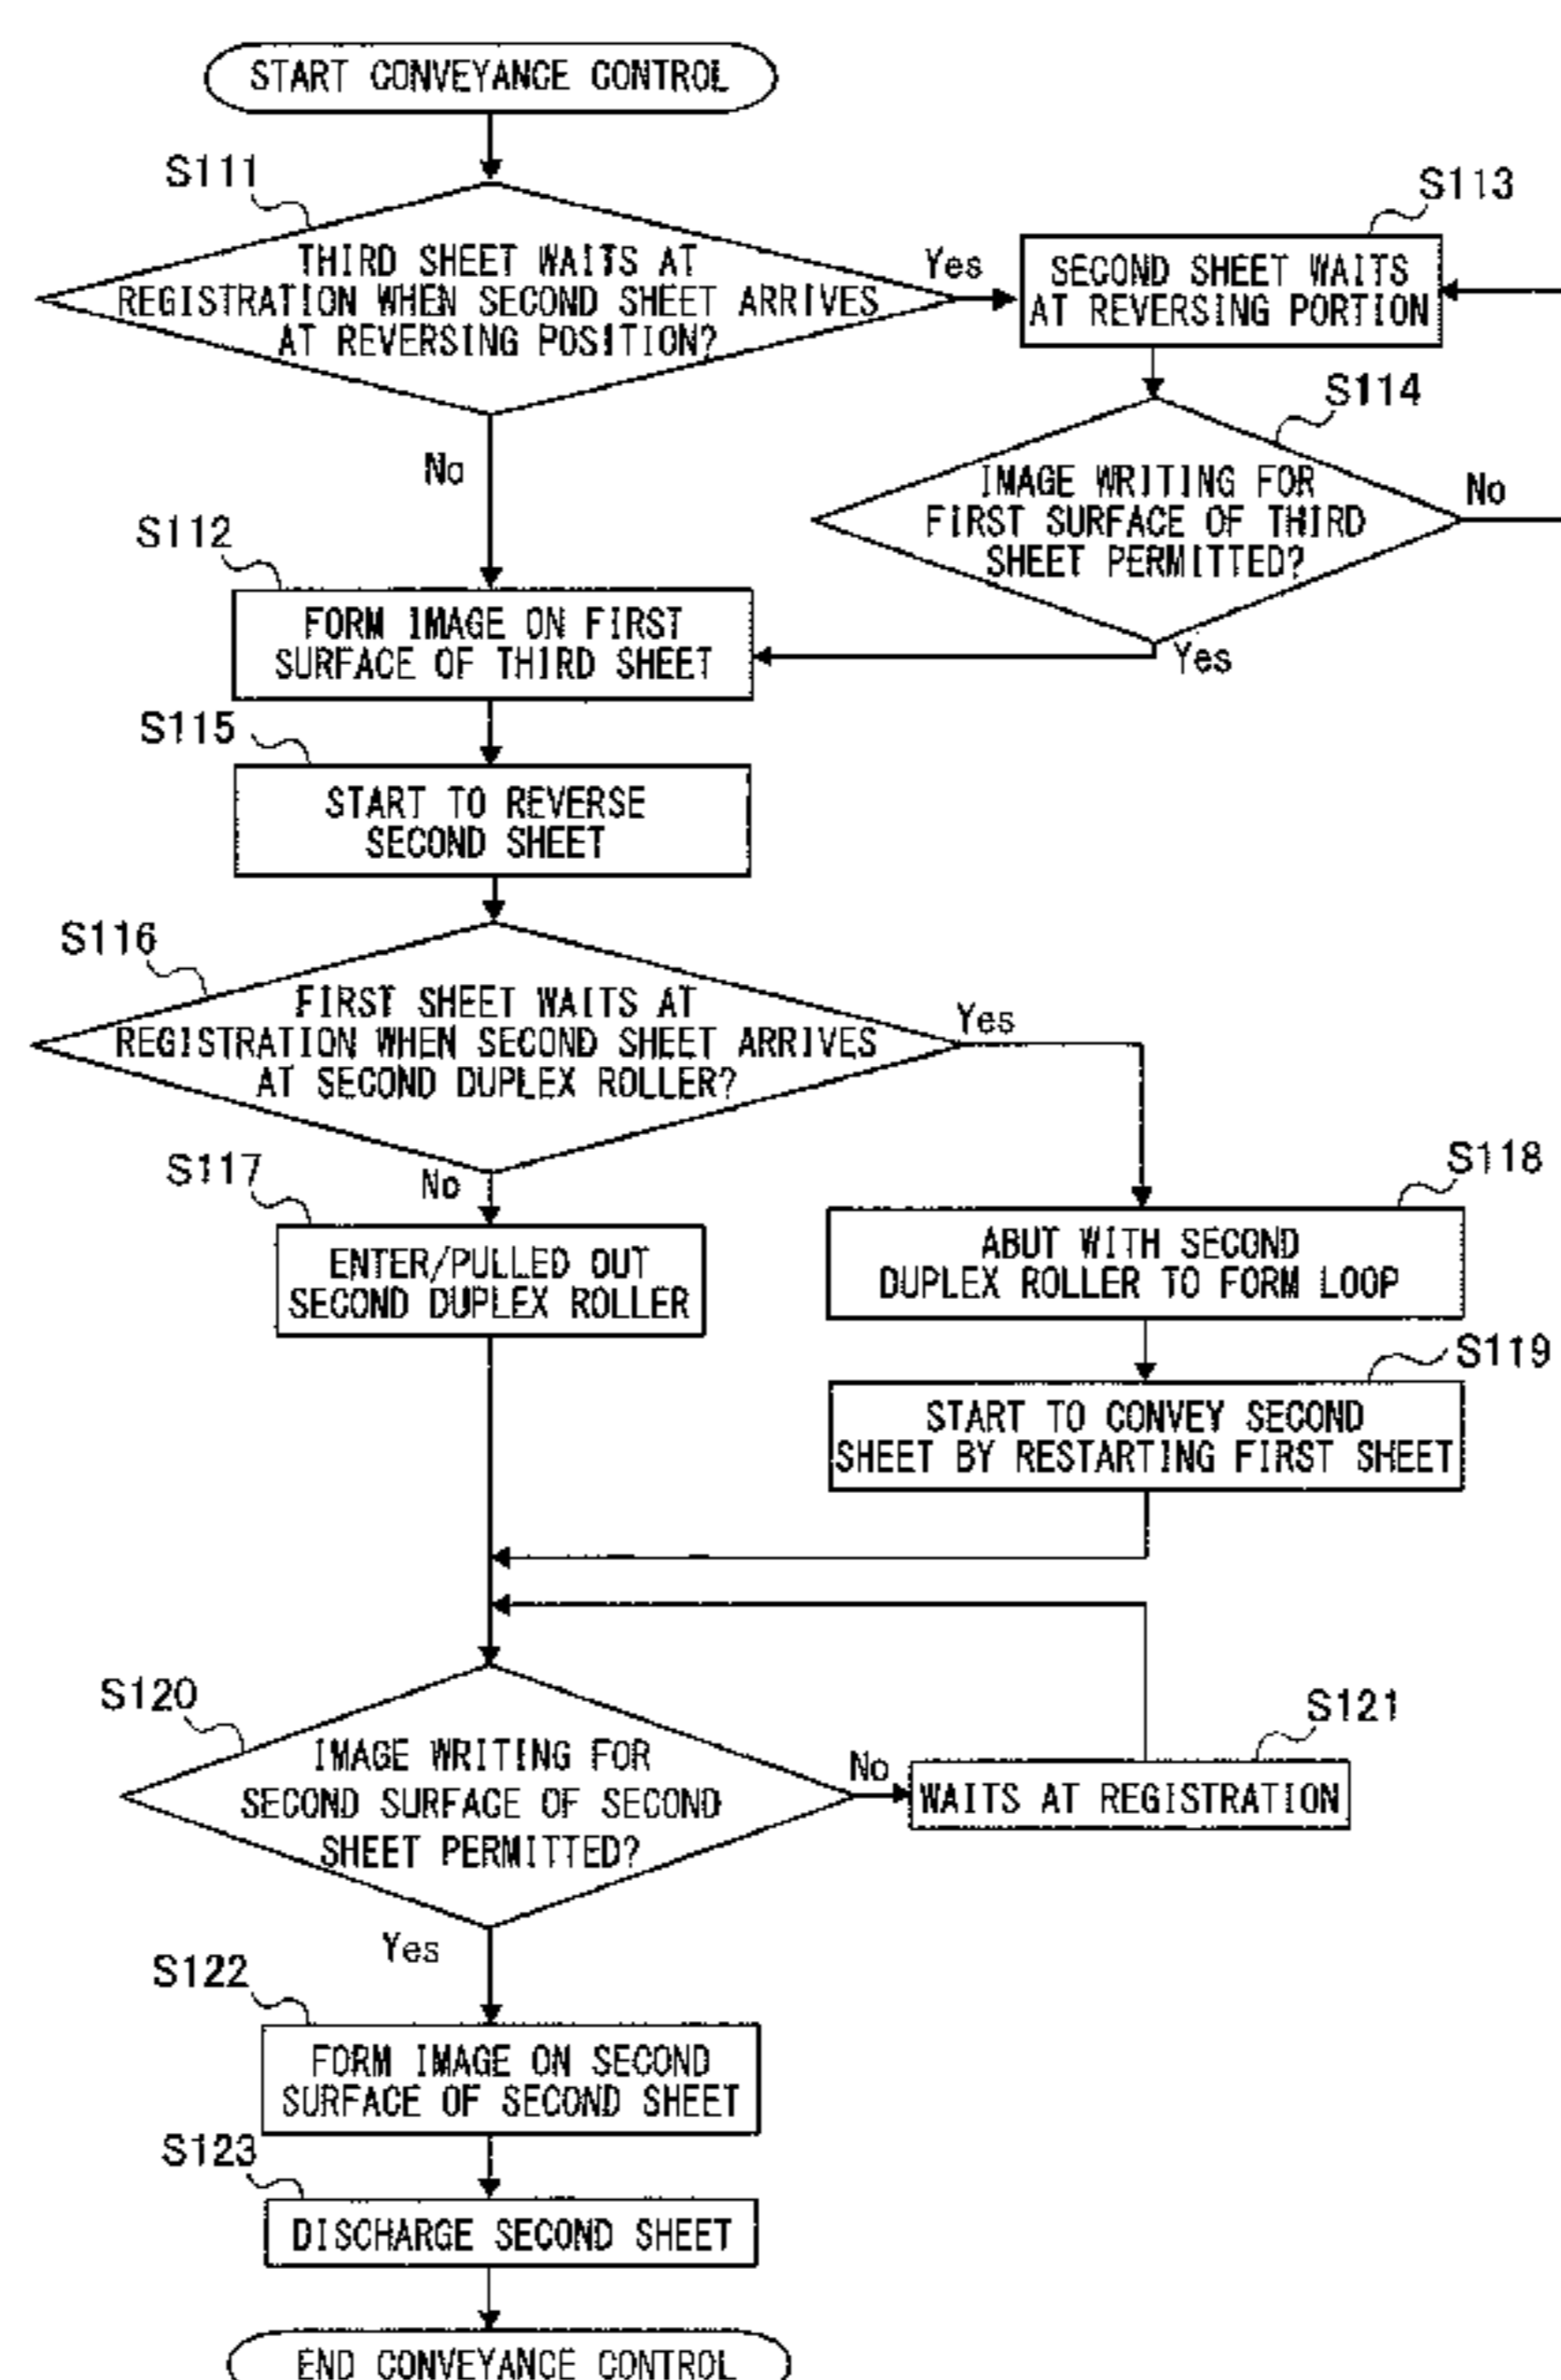 START CONVEYANCE CONTROL
S111
THIRD SHEET WAITS AT
REGISTRATION WHEN SECOND SHEET ARRIVES
AT REVERSING POSITION?
Yes
No
S113
SECOND SHEET WAITS
AT REVERSING PORTION
S114
IMAGE WRITING FOR
FIRST SURFACE OF THIRD
SHEET PERMITTED?
No
Yes
S112
FORM IMAGE ON FIRST
SURFACE OF THIRD SHEET
S115
START TO REVERSE
SECOND SHEET
S116
FIRST SHEET WAITS AT
REGISTRATION WHEN SECOND SHEET ARRIVES
AT SECOND DUPLEX ROLLER?
Yes
No
S117
ENTER/PULLED OUT
SECOND DUPLEX ROLLER
S118
ABUT WITH SECOND
DUPLEX ROLLER TO FORM LOOP
S119
START TO CONVEY SECOND
SHEET BY RESTARTING FIRST SHEET
S120
IMAGE WRITING FOR
SECOND SURFACE OF SECOND
SHEET PERMITTED?
No
S121
WAITS AT REGISTRATION
Yes
S122
FORM IMAGE ON SECOND
SURFACE OF SECOND SHEET
S123
DISCHARGE SECOND SHEET
END CONVEYANCE CONTROL